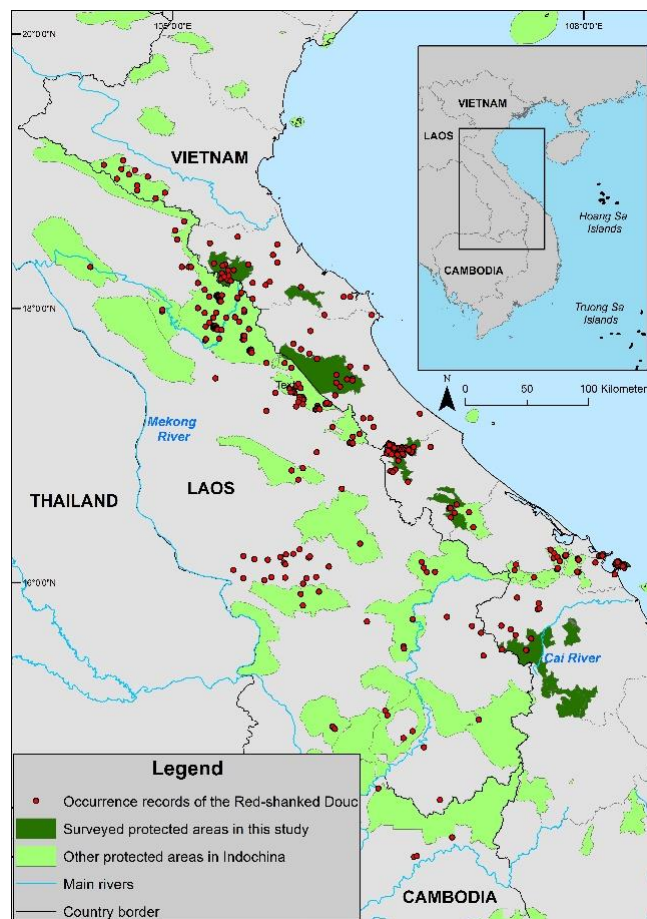 105°0'0"E
108°0'0"E
20°0'0"N
VIETNAM
VIETNAM
LAOS
Hoang Sa
Islands
CAMBODIA
Truong Sa
Islands
18°0'0"N
N
0 50 100 Kilometer
Text
Mekong
River
THAILAND
LAOS
16°0'0"N
Cai River
Legend
Occurrence records of the Red-shanked Douc
Surveyed protected areas in this study
Other protected areas in Indochina
Main rivers
Country border
CAMBODIA